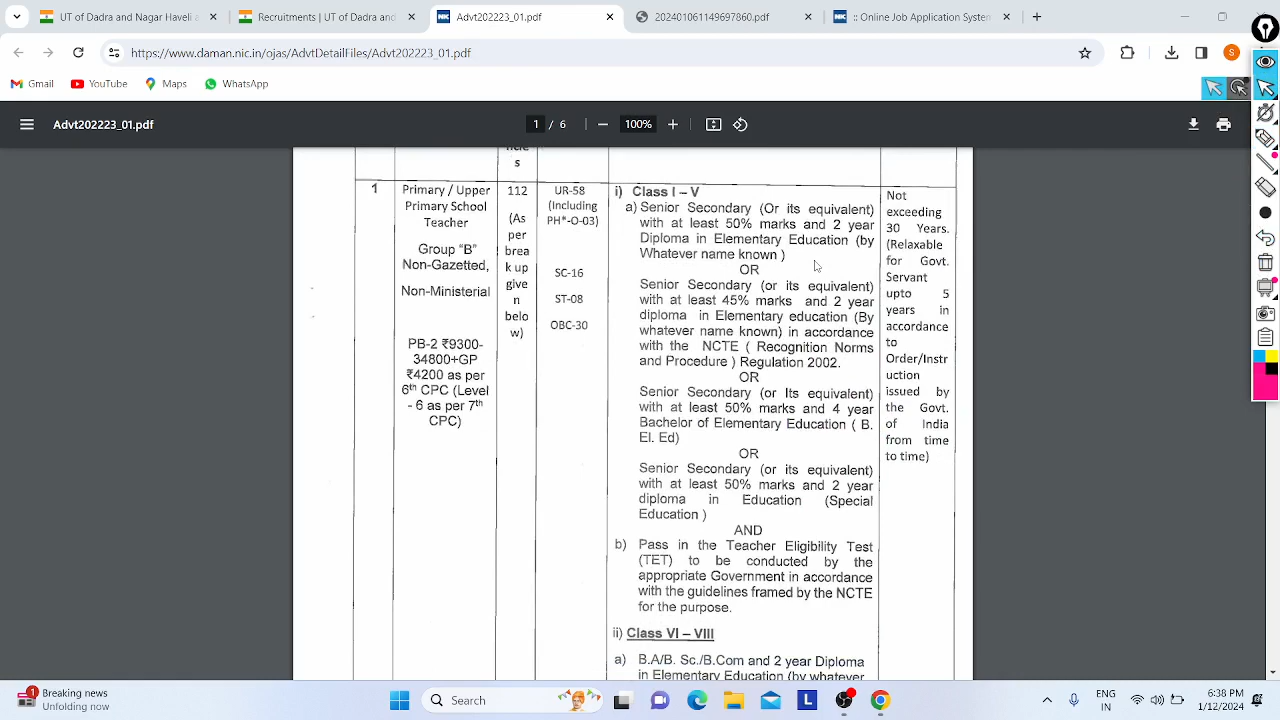 UT of Dadra and Nagar Haveli a
Recruitments | UT of Dadra and
Advt202223_01.pdf
:: Online Job Application System
https://www.daman.nic.in/ojas/AdvtDetailFiles/Advt202223_01.pdf
S
Gmail
YouTube
Maps
WhatsApp
Advt202223_01.pdf
1 / 6
100%
s
1
Primary / Upper
Primary School
Teacher
Group “B”
Non-Gazetted,
Non-Ministerial
PB-2 ₹9300-
34800+GP
₹4200 as per
6th CPC (Level
- 6 as per 7th
CPC)
112
(As
per
brea
k up
give
n
belo
w)
UR-58
(Including
PH*-O-03)
SC-16
ST-08
OBC-30
i) Class I – V
a) Senior Secondary (Or its equivalent)
with at least 50% marks and 2 year
Diploma in Elementary Education (by
Whatever name known )
OR
Senior Secondary (or its equivalent)
with at least 45% marks and 2 year
diploma in Elementary education (By
whatever name known) in accordance
with the NCTE ( Recognition Norms
and Procedure ) Regulation 2002.
OR
Senior Secondary (or Its equivalent)
with at least 50% marks and 4 year
Bachelor of Elementary Education ( B.
El. Ed)
OR
Senior Secondary (or its equivalent)
with at least 50% marks and 2 year
diploma in Education (Special
Education )
AND
b) Pass in the Teacher Eligibility Test
(TET) to be conducted by the
appropriate Government in accordance
with the guidelines framed by the NCTE
for the purpose.
ii) Class VI – VIII
a) B.A/B. Sc./B.Com and 2 year Diploma
in Elementary Education (by whatever
Not
exceeding
30 Years.
(Relaxable
for Govt.
Servant
upto 5
years in
accordance
to
Order/Instr
uction
issued by
the Govt.
of India
from time
to time)
1
Breaking news
Unfolding now
Search
L
ENG
IN
6:38 PM
1/12/2024